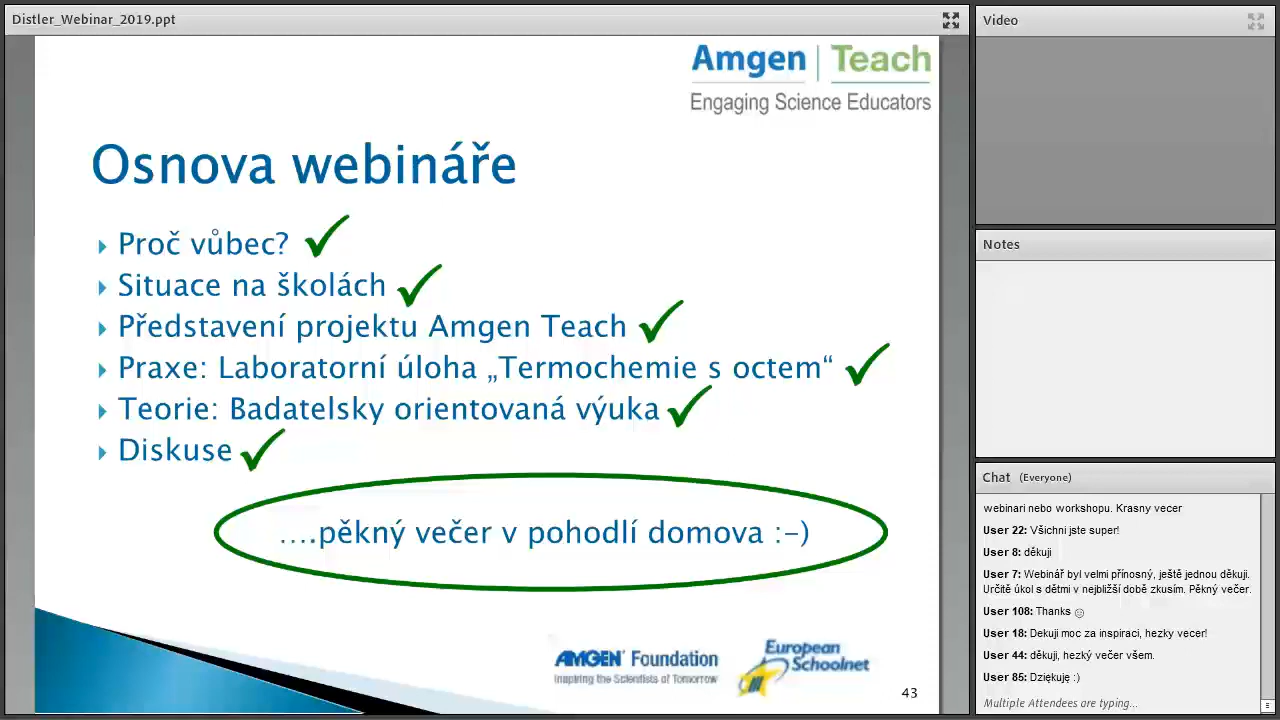 Distler_Webinar_2019.ppt
Amgen Teach
Engaging Science Educators
Osnova webináře
Proč vůbec?
Situace na školách
Představení projektu Amgen Teach
Praxe: Laboratorní úloha „Termochemie s octem“
Teorie: Badatelsky orientovaná výuka
Diskuse
....pěkný večer v pohodlí domova :-)
AMGEN Foundation
Inspiring the Scientists of Tomorrow
European
Schoolnet
43
Video
Notes
Chat (Everyone)
webinari nebo workshopu. Krasny vecer
User 22: Všichni jste super!
User 8: děkuji
User 7: Webinář byl velmi přínosný, ještě jednou děkuji.
Určitě úkol s dětmi v nejbližší době zkusím. Pěkný večer.
User 108: Thanks ☺
User 18: Dekuji moc za inspiraci, hezky vecer!
User 44: děkuji, hezký večer všem.
User 85: Dziękuję :)
Multiple Attendees are typing...